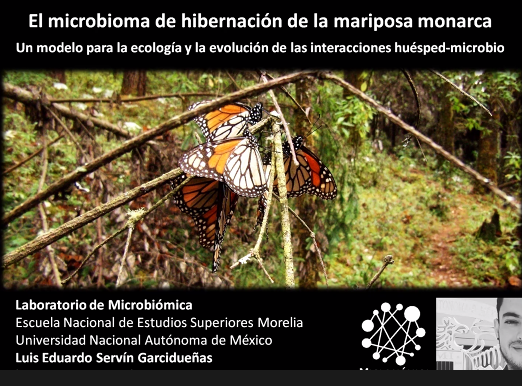 El microbioma de hibernación de la mariposa monarca
Un modelo para la ecología y la evolución de las interacciones huésped-microbio
Laboratorio de Microbiómica
Escuela Nacional de Estudios Superiores Morelia
Universidad Nacional Autónoma de México
Luis Eduardo Servín Garcidueñas